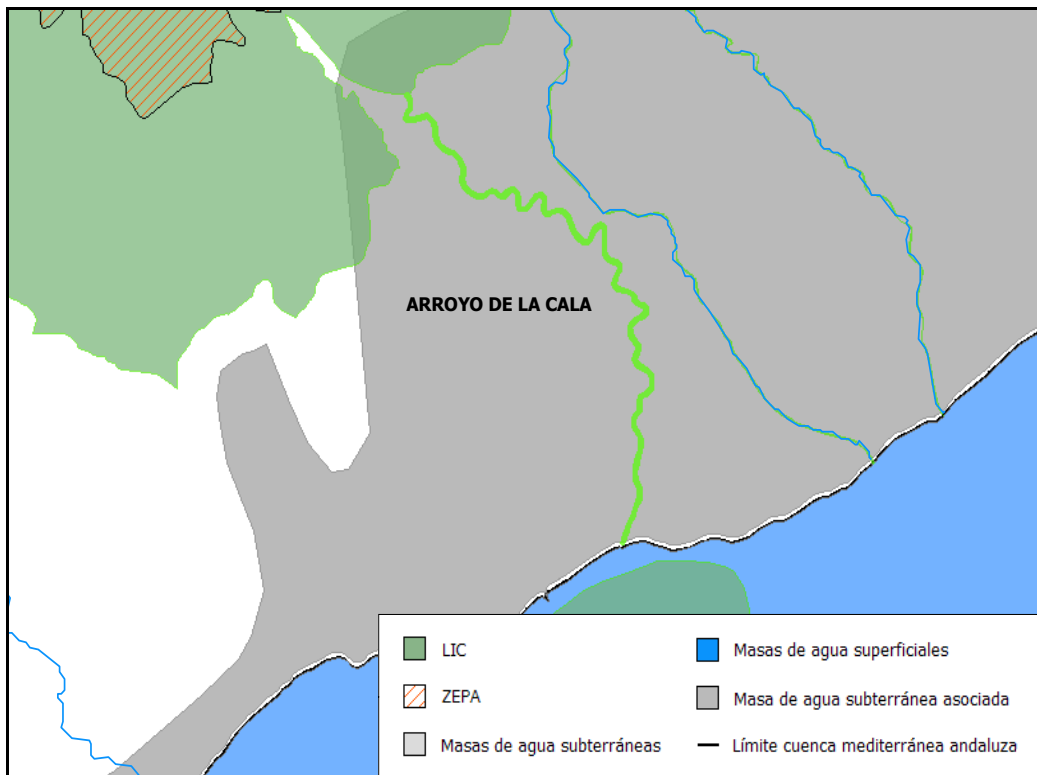 ARROYO DE LA CALA
LIC
Masas de agua superficiales
ZEPA
Masa de agua subterránea asociada
Masas de agua subterráneas
Límite cuenca mediterránea andaluza